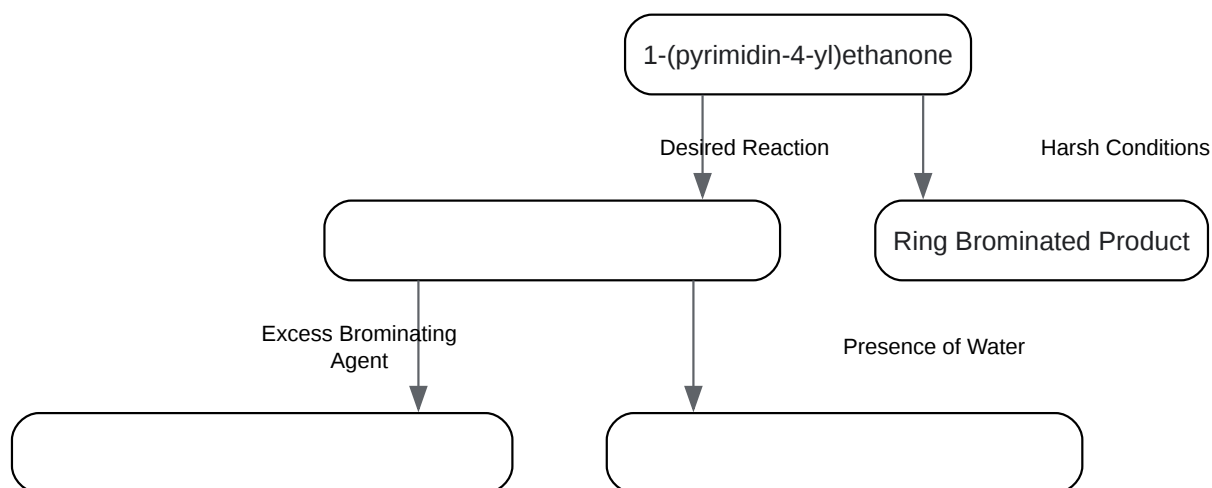 1-(pyrimidin-4-yl)ethanone
Desired Reaction
Harsh Conditions
Ring Brominated Product
Excess Brominating
Agent
Presence of Water